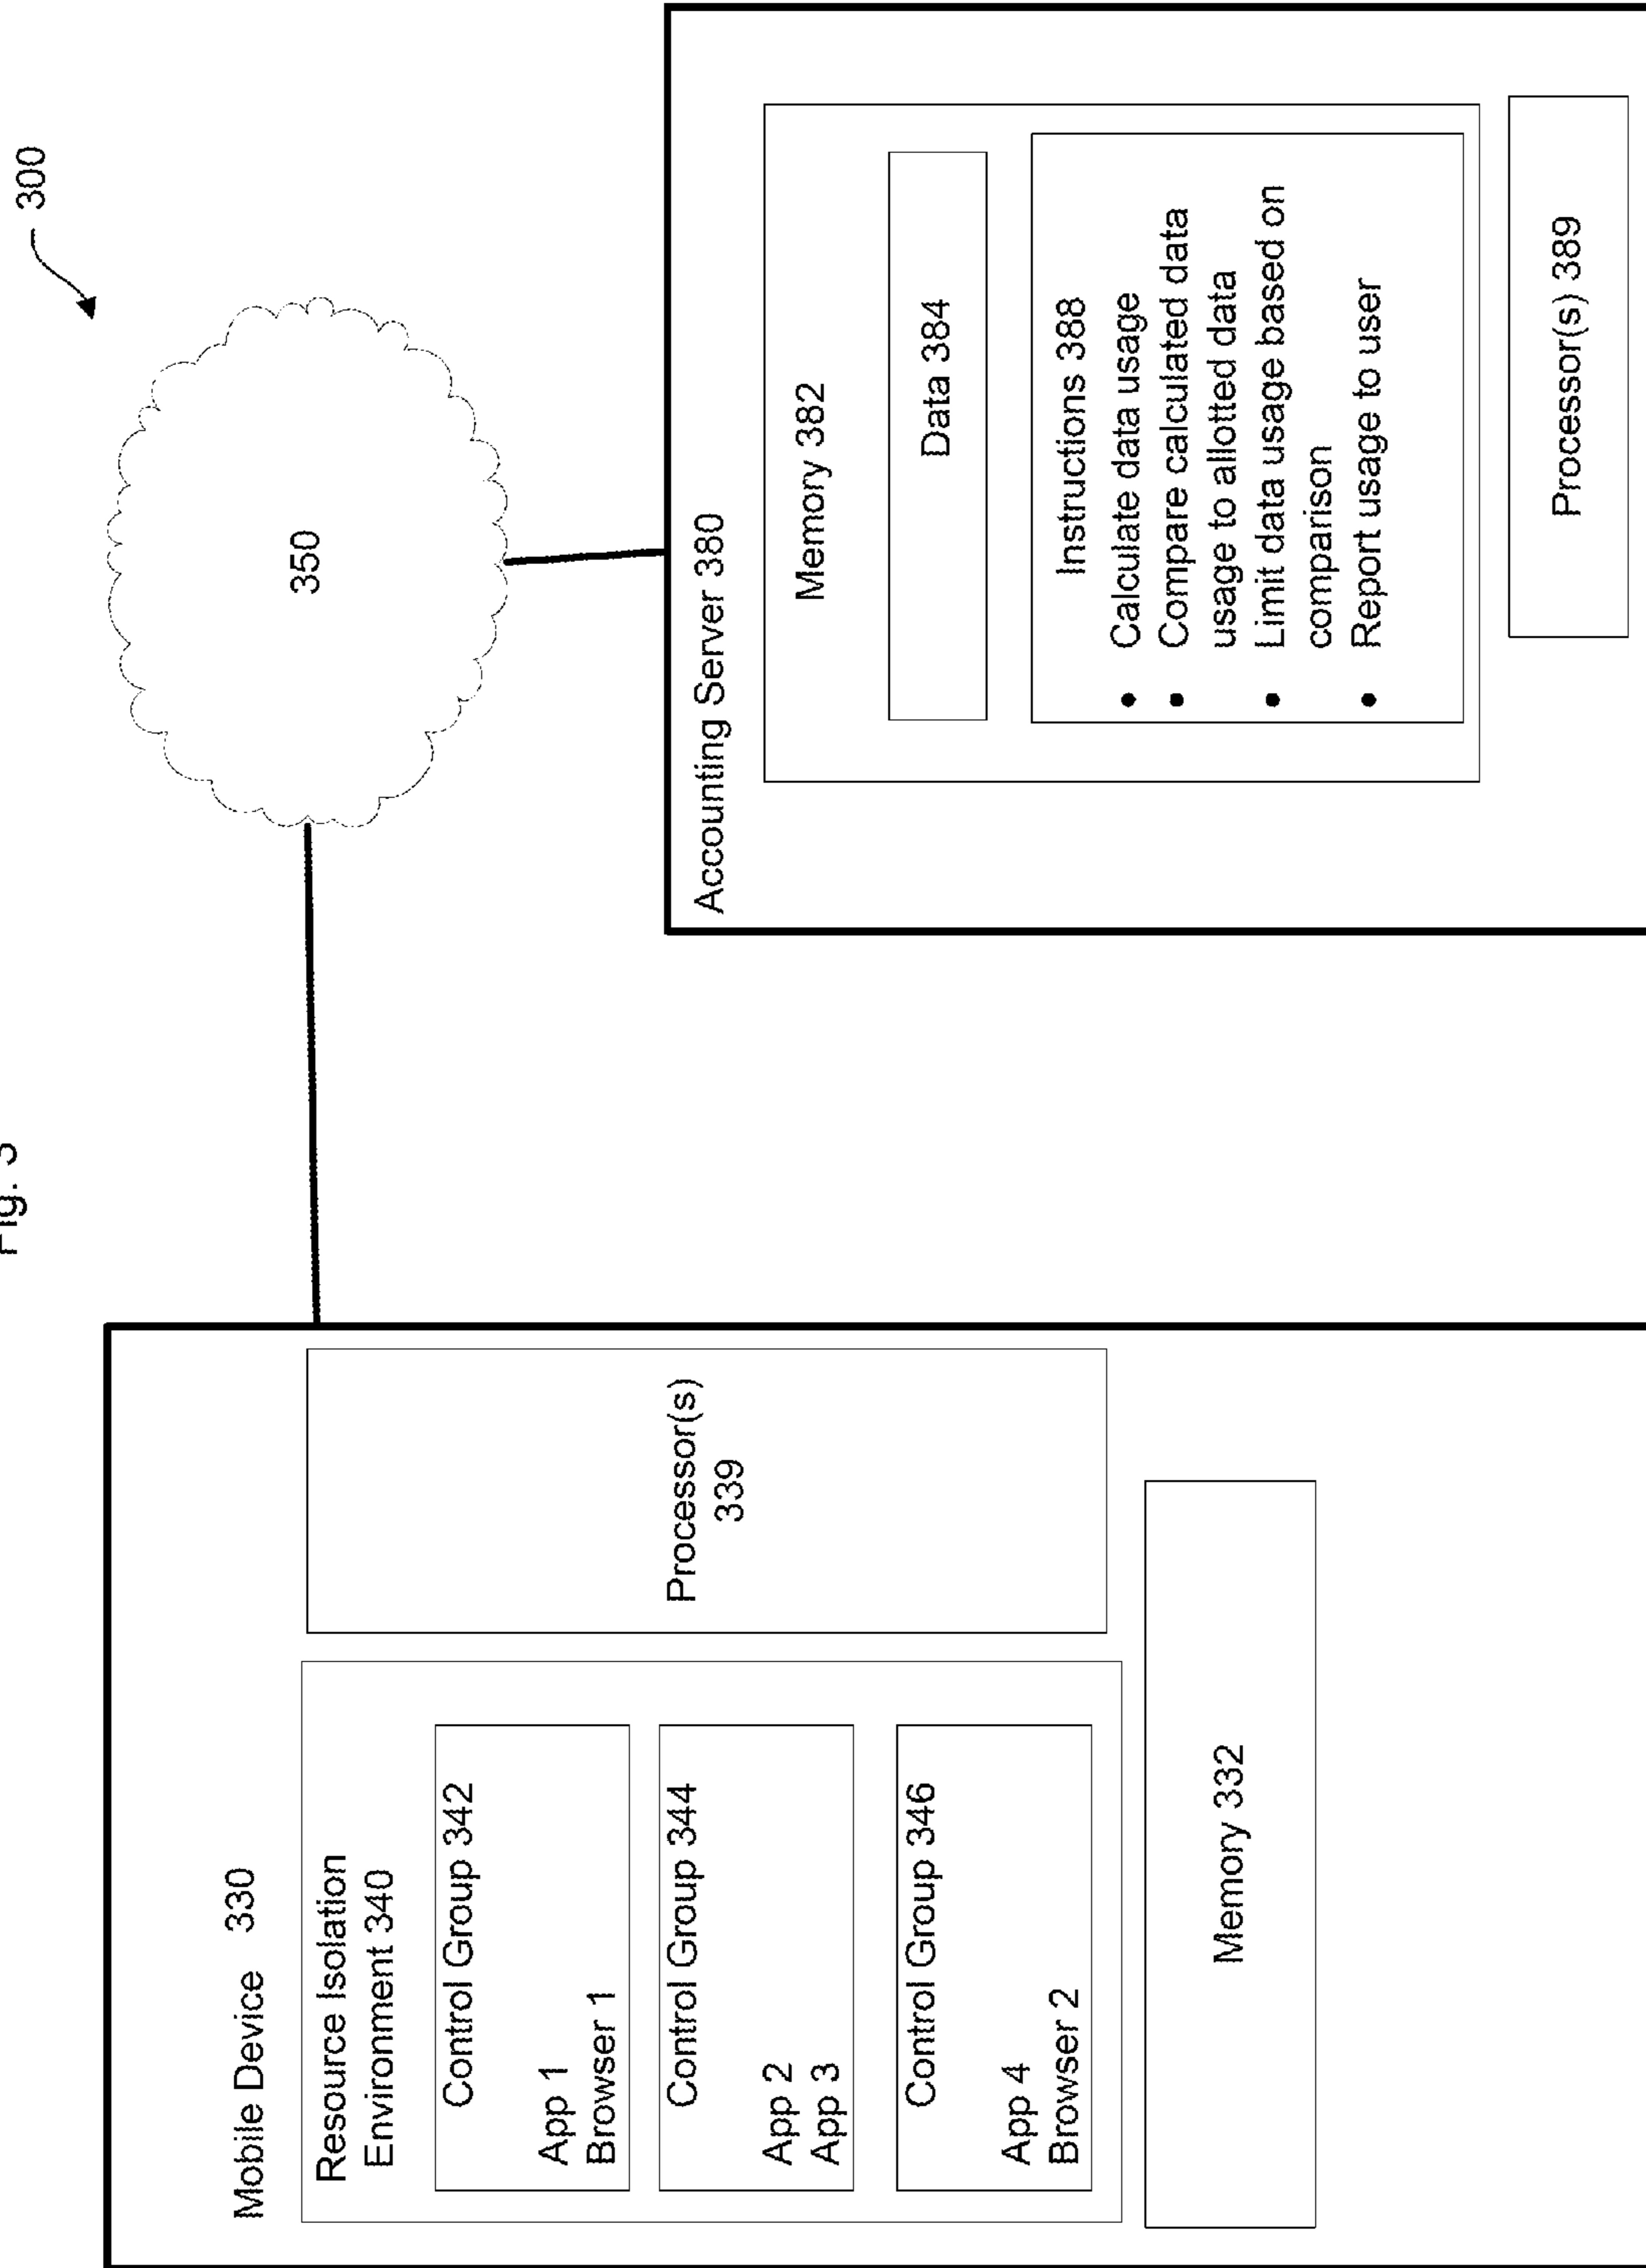 Fig. 3
300
Mobile Device 330
Resource Isolation
Environment 340
Control Group 342
App 1
Browser 1
Control Group 344
App 2
App 3
Control Group 346
App 4
Browser 2
Processor(s)
339
Memory 332
350
Accounting Server 380
Memory 382
Data 384
Instructions 388
• Calculate data usage
• Compare calculated data
usage to allotted data
• Limit data usage based on
comparison
• Report usage to user
Processor(s) 389